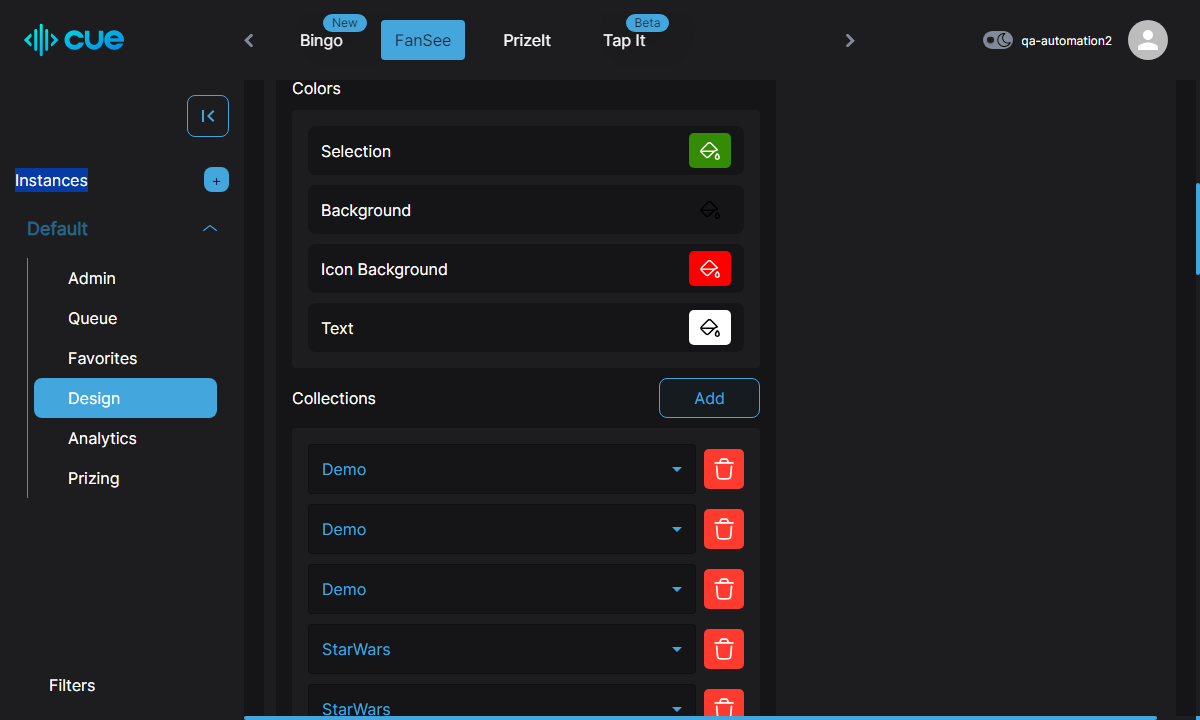 cue
New
Bingo
FanSee
PrizeIt
Beta
Tap It
qa-automation2
Instances
+
Default
Admin
Queue
Favorites
Design
Analytics
Prizing
Filters
Colors
Selection
Background
Icon Background
Text
Collections
Add
Demo
Demo
Demo
StarWars
StarWars